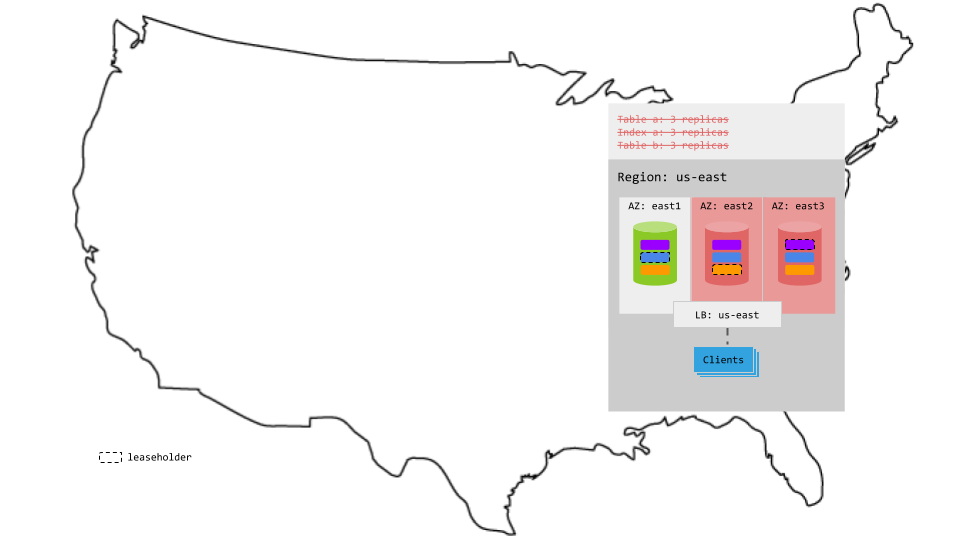 Table a: 3 replicas
Index a: 3 replicas
Table b: 3 replicas
Region: us-east
AZ: east1
AZ: east2
AZ: east3
LB: us-east
Clients
leaseholder